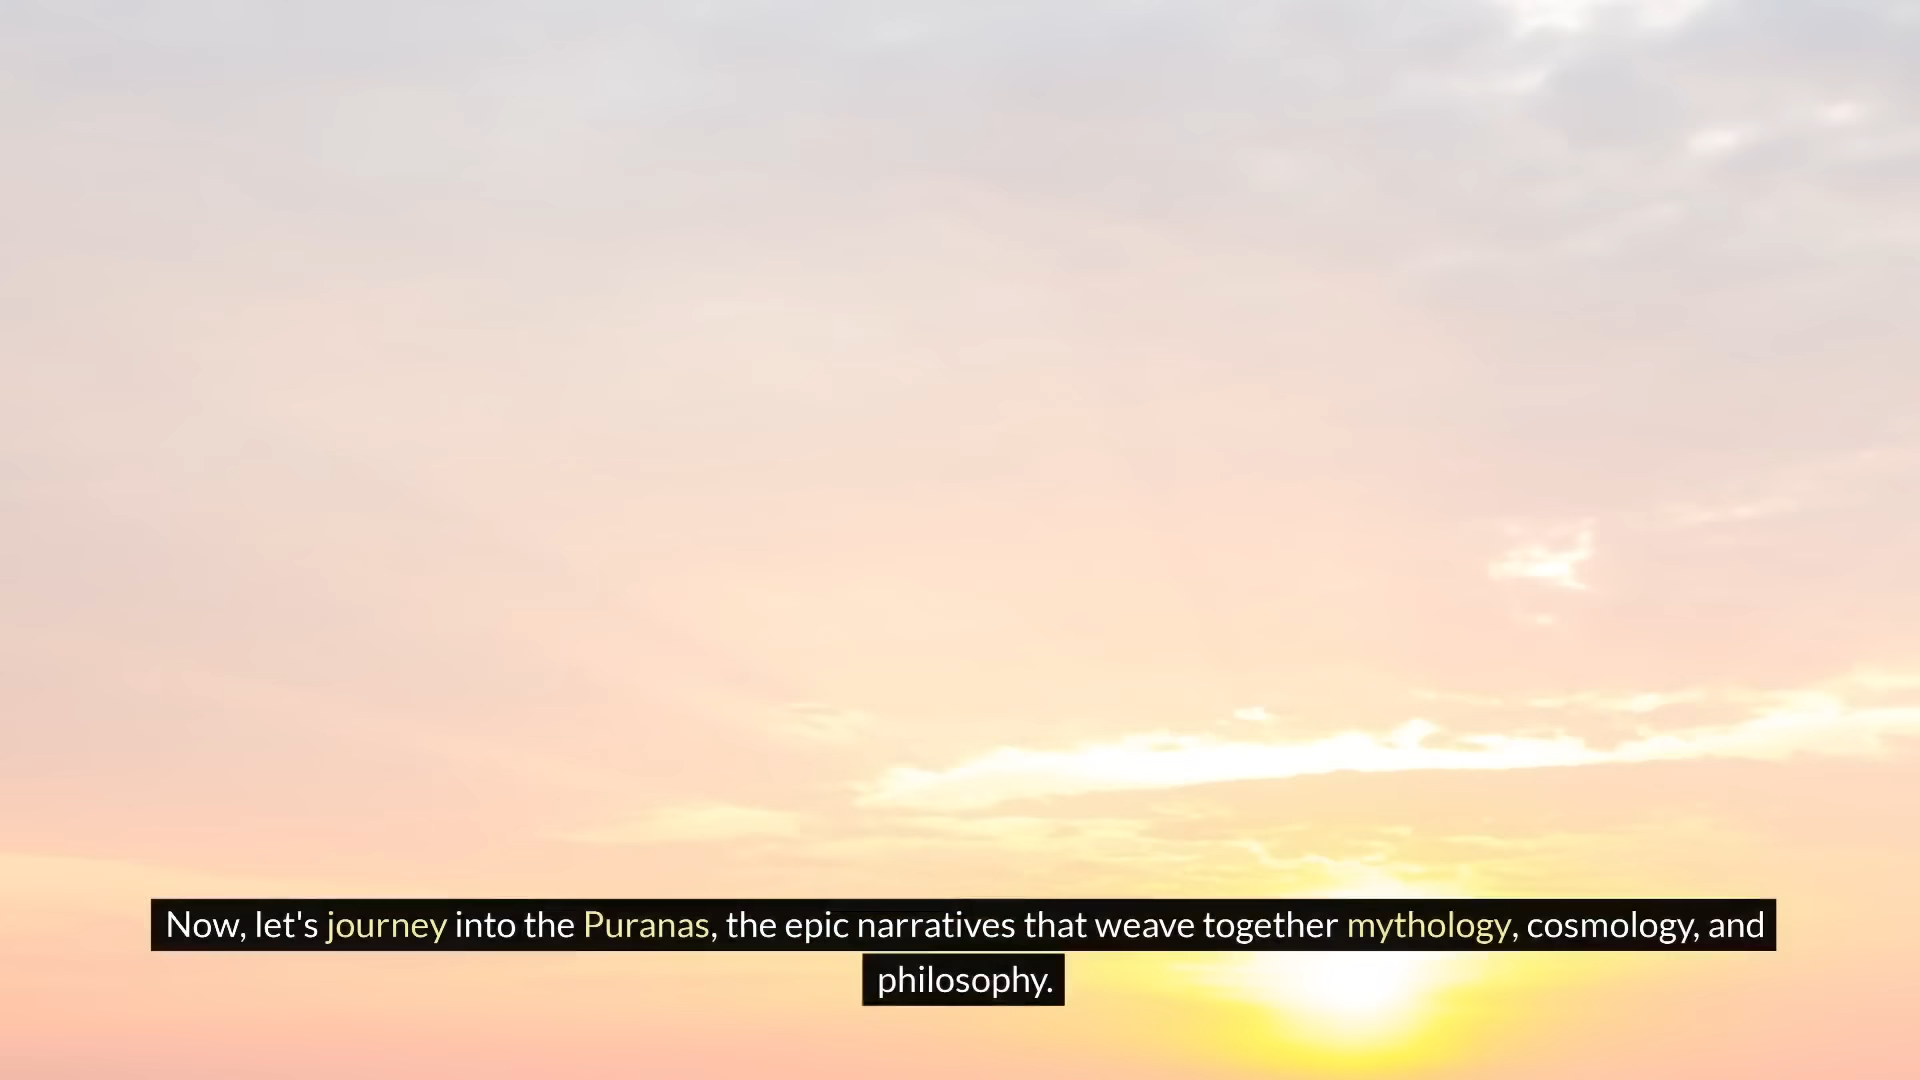 Now, let's journey into the Puranas, the epic narratives that weave together mythology, cosmology, and
philosophy.